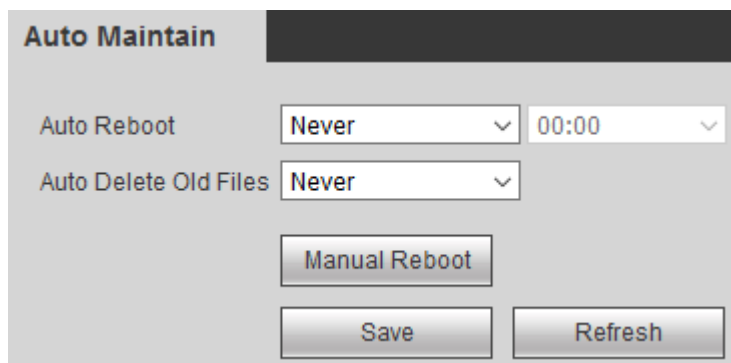 Auto Maintain
Auto Reboot Never 00:00
Auto Delete Old Files Never
Manual Reboot
Save Refresh